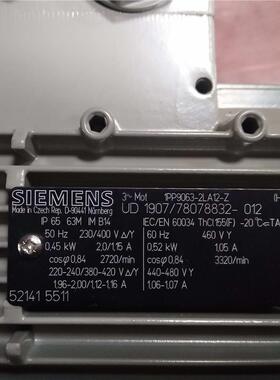 SIEMENS 3~ Mot 1PP9063-2LA12-Z (H
Made in Czech Rep. D-90441 Nürnberg UD 1907/78078832- 012
IP 65 63M IM B14 IEC/EN 60034 ThCl 155(F) -20°C≤TA
50 Hz 230/400 V Δ/Y 60 Hz 460 V Y
0,45 kW 2,0/1,15 A 0,52 kW 1,05 A
cosφ 0,84 2720/min cosφ 0,84 3320/min
220-240/380-420 V Δ/Y 440-480 V Y
1,96-2,00/1,12-1,16 A 1,06-1,07 A
52141 5511